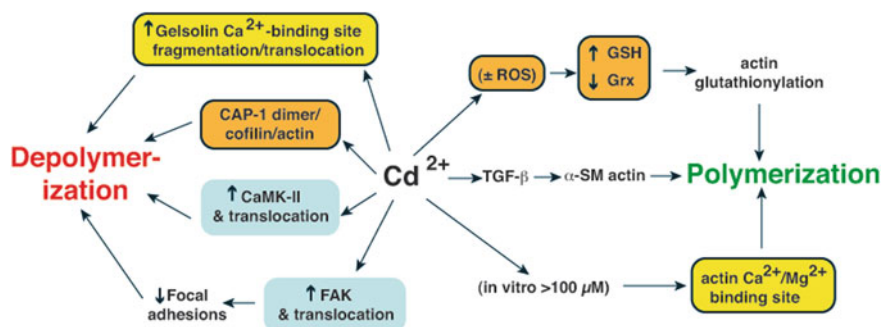 ↑Gelsolin Ca²⁺-binding site
fragmentation/translocation
CAP-1 dimer/
cofilin/actin
Depolymer-
ization
↑CaMK-II
& translocation
↓Focal
adhesions
↑FAK
& translocation
Cd ²⁺
(± ROS)
↑ GSH
↓ Grx
actin
glutathionylation
TGF-β
α-SM actin
Polymerization
(in vitro >100 µM)
actin Ca²⁺/Mg²⁺
binding site